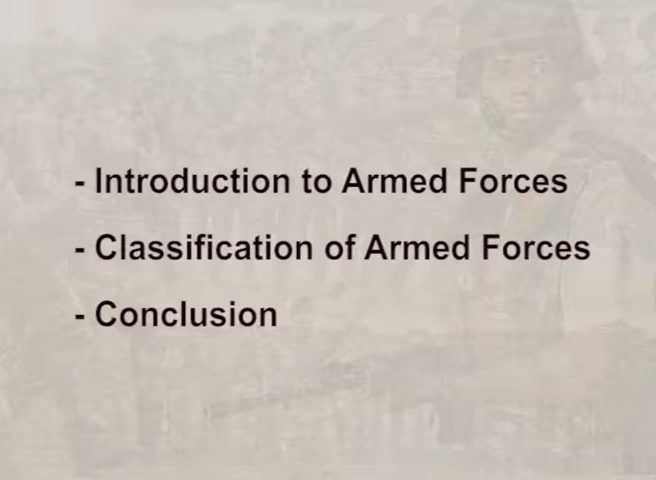 - Introduction to Armed Forces
- Classification of Armed Forces
- Conclusion